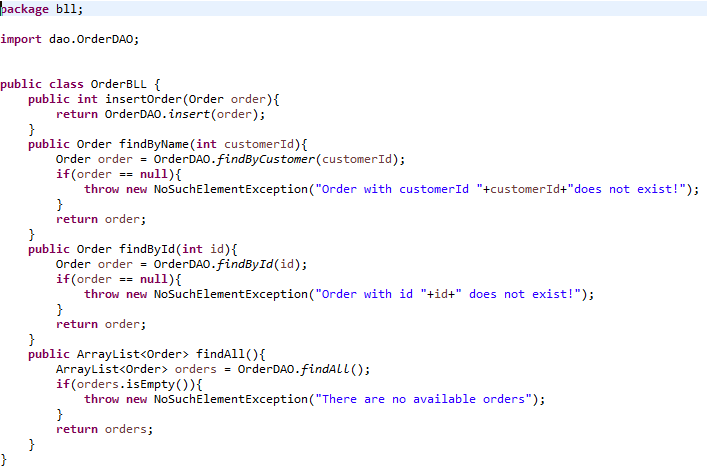 package bll;
import dao.OrderDAO;
public class OrderBLL {
public int insertOrder(Order order){
return OrderDAO.insert(order);
}
public Order findByName(int customerId){
Order order = OrderDAO.findByCustomer(customerId);
if(order == null){
throw new NoSuchElementException("Order with customerId "+customerId+"does not exist!");
}
return order;
}
public Order findById(int id){
Order order = OrderDAO.findById(id);
if(order == null){
throw new NoSuchElementException("Order with id "+id+" does not exist!");
}
return order;
}
public ArrayList<Order> findAll(){
ArrayList<Order> orders = OrderDAO.findAll();
if(orders.isEmpty()){
throw new NoSuchElementException("There are no available orders");
}
return orders;
}
}